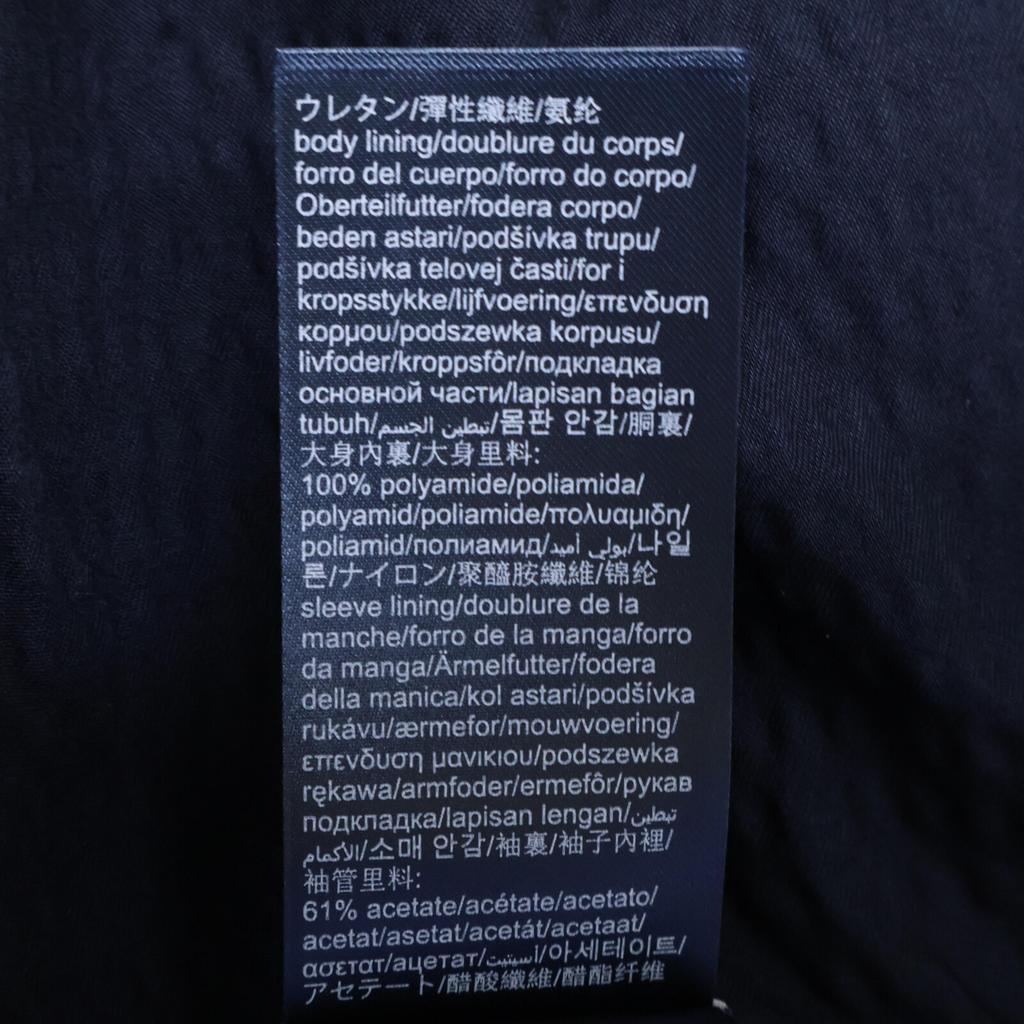 ウレタン/彈性纖維/氨纶
body lining/doublure du corps/
forro del cuerpo/forro do corpo/
Oberteilfutter/fodera corpo/
beden astari/podšívka trupu/
podšívka telovej časti/for i
kropsstykke/lijfvoering/επενδυση
κορμου/podszewka korpusu/
livfoder/kroppsfôr/подкладка
основной части/lapisan bagian
tubuh/تبطين الجسم/몸판 안감/胴裏/
大身內裏/大身里料:
100% polyamide/poliamida/
polyamid/poliamide/πολυαμιδη/
poliamid/полиамид/بولي أميد/나일
론/ナイロン/聚醯胺纖維/锦纶
sleeve lining/doublure de la
manche/forro de la manga/forro
da manga/Ärmelfutter/fodera
della manica/kol astari/podšívka
rukávu/ærmefor/mouwvoering/
επενδυση μανικιου/podszewka
rękawa/armfoder/ermefôr/рукав
подкладка/lapisan lengan/تبطين
الأكمام/소매 안감/袖裏/袖子內裡/
袖管里料:
61% acetate/acétate/acetato/
acetat/asetat/acetát/acetaat/
ασετατ/ацетат/أسيتيت/아세테이트/
アセテート/醋酸纖維/醋酯纤维